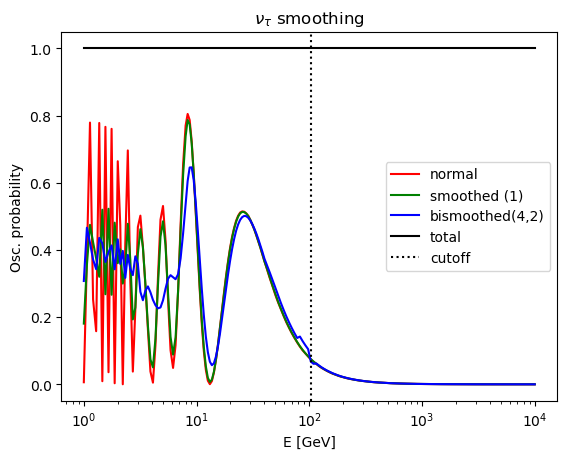 ν_τ smoothing
Osc. probability
1.0
0.8
0.6
0.4
0.2
0.0
normal
smoothed (1)
bismoothed(4,2)
total
cutoff
10⁰
10¹
10²
10³
10⁴
E [GeV]